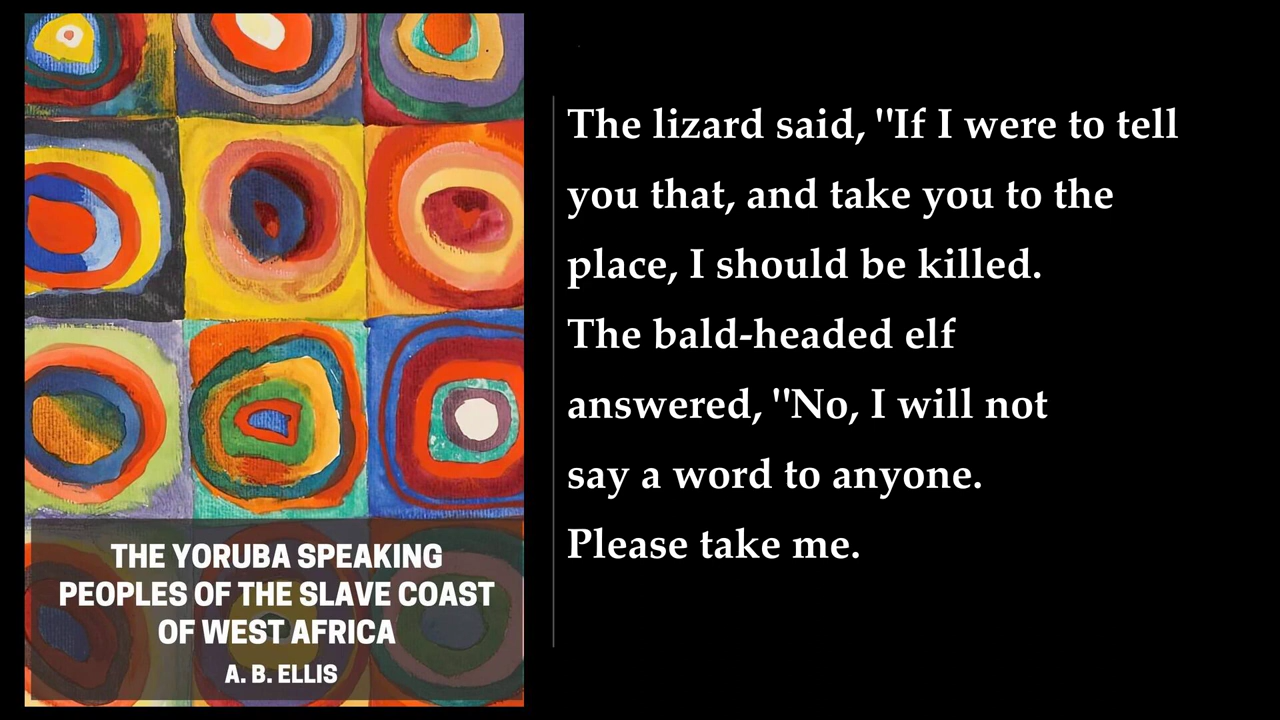 THE YORUBA SPEAKING
PEOPLES OF THE SLAVE COAST
OF WEST AFRICA
A. B. ELLIS
The lizard said, "If I were to tell
you that, and take you to the
place, I should be killed.
The bald-headed elf
answered, "No, I will not
say a word to anyone.
Please take me.